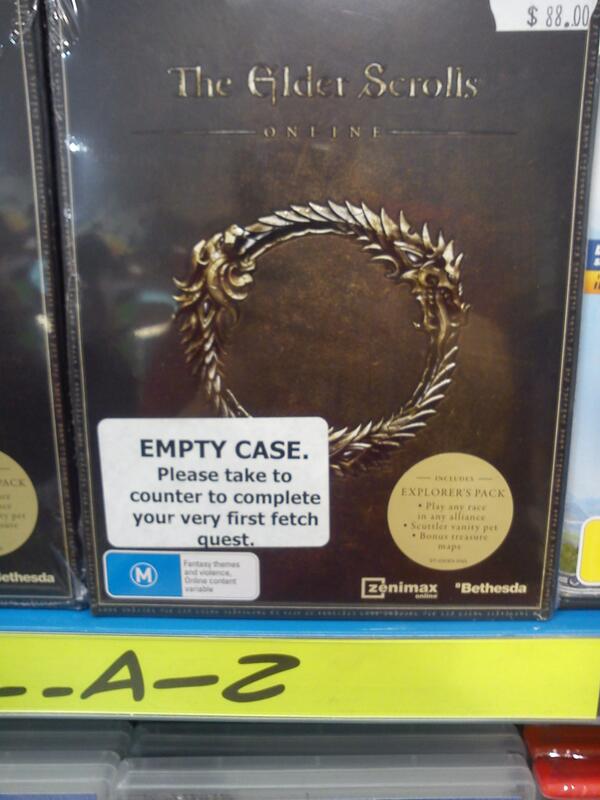 $ 88.00
The Elder Scrolls
ONLINE
EMPTY CASE.
Please take to
counter to complete
your very first fetch
quest.
INCLUDES
EXPLORER'S PACK
• Play any race
in any alliance
• Scuttler vanity pet
• Bonus treasure
maps
M
Fantasy themes
and violence,
Online content
variable
zenimax
online
Bethesda
PACK
ethesda
A-Z